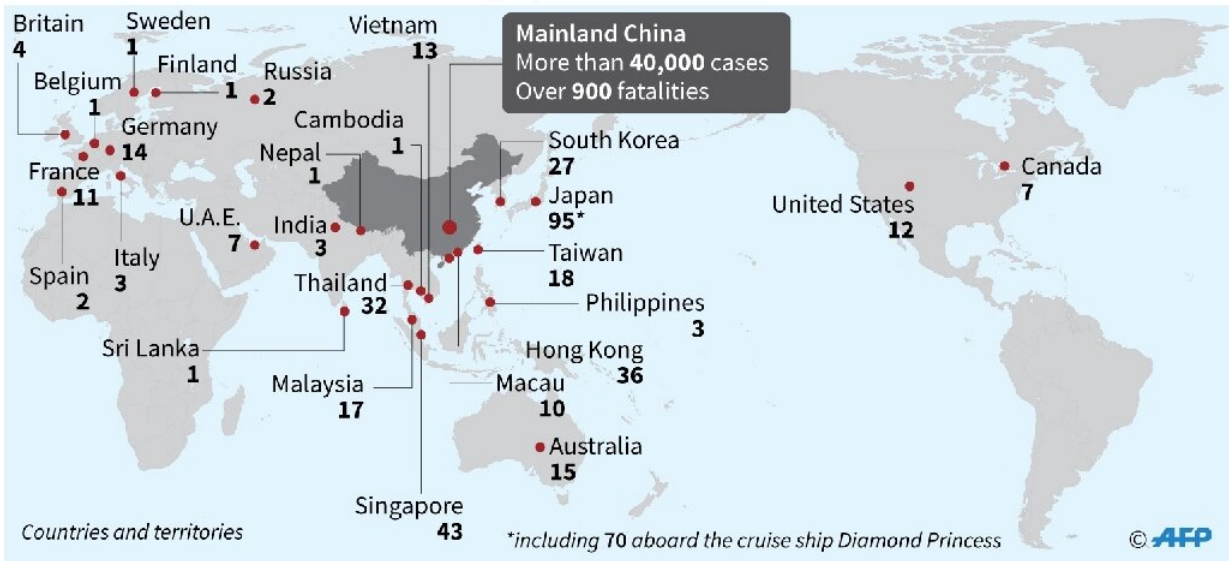 Britain
4
Sweden
1
Vietnam
13
Mainland China
More than 40,000 cases
Over 900 fatalities
Belgium
1
Finland
1
Russia
2
Germany
14
Cambodia
1
South Korea
27
Nepal
1
France
11
Japan
95*
Canada
7
United States
12
U.A.E.
7
India
3
Taiwan
18
Italy
3
Spain
2
Thailand
32
Philippines
3
Sri Lanka
1
Hong Kong
36
Malaysia
17
Macau
10
Australia
15
Singapore
43
Countries and territories
*including 70 aboard the cruise ship Diamond Princess
© AFP